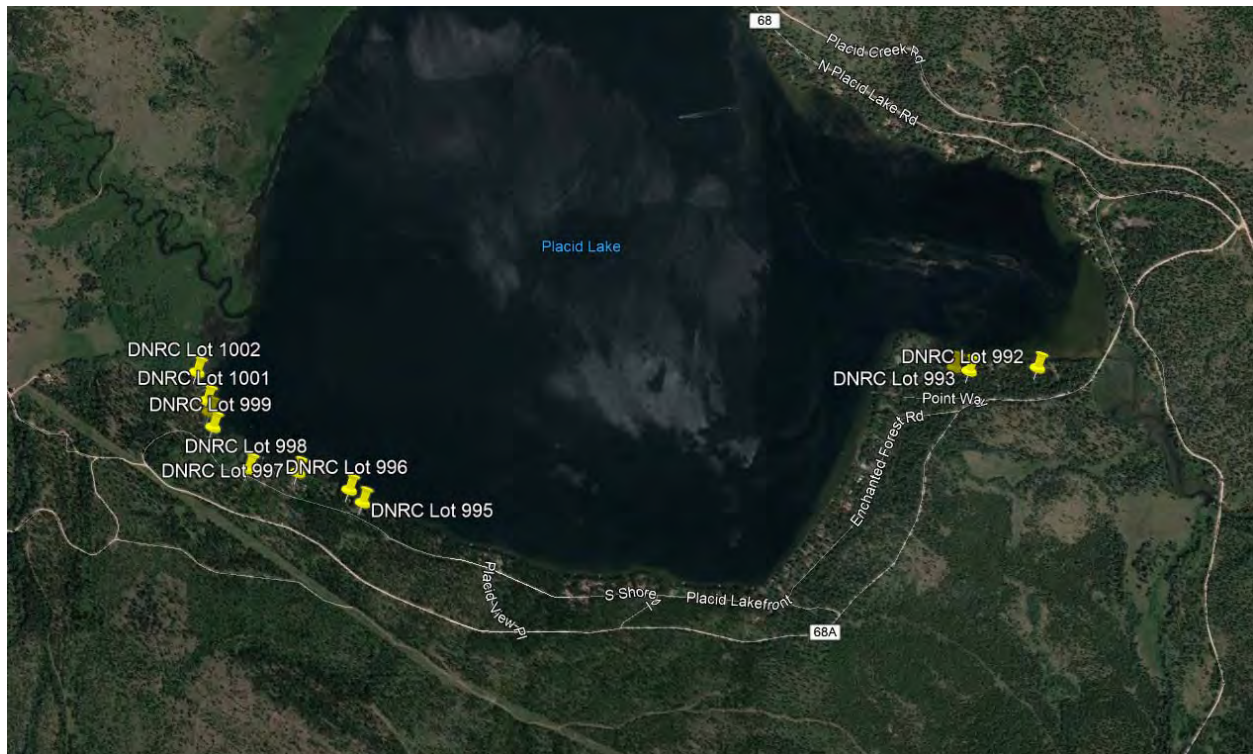 68
Placid Creek Rd
N Placid Lake Rd
Placid Lake
DNRC Lot 1002
DNRC Lot 1001
DNRC Lot 999
DNRC Lot 998
DNRC Lot 997
DNRC Lot 996
DNRC Lot 995
DNRC Lot 992
DNRC Lot 993
Point Way
Enchanted Forest Rd
Placid View Pl
S Shore
Placid Lakefront
68A